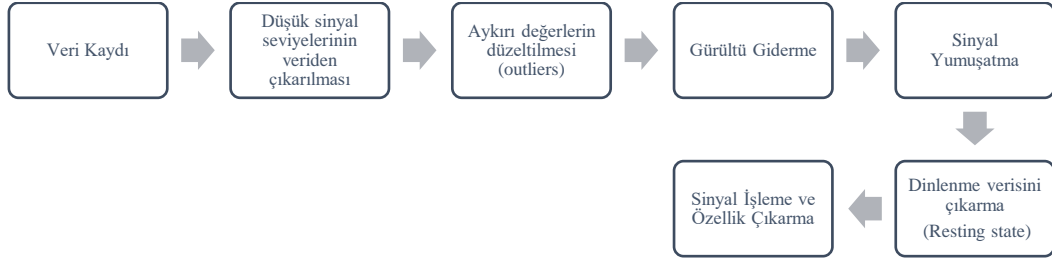 Veri Kaydı
Düşük sinyal
seviyelerinin
veriden
çıkarılması
Aykırı değerlerin
düzeltilmesi
(outliers)
Gürültü Giderme
Sinyal
Yumuşatma
Dinlenme verisini
çıkarma
(Resting state)
Sinyal İşleme ve
Özellik Çıkarma